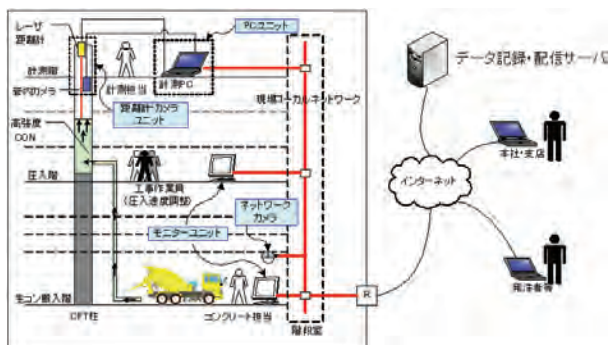 レーザ
距離計
PCユニット
計測階
管内カメラ
計測担当
計測PC
距離計カメラ
ユニット
現場ローカルネットワーク
高強度
CON
圧入階
工事作業員
(圧入速度調整)
ネットワーク
カメラ
モニターユニット
生コン搬入階
CFT柱
コンクリート担当
階段室
R
データ記録・配信サーバ
本社・支店
インターネット
発注者等